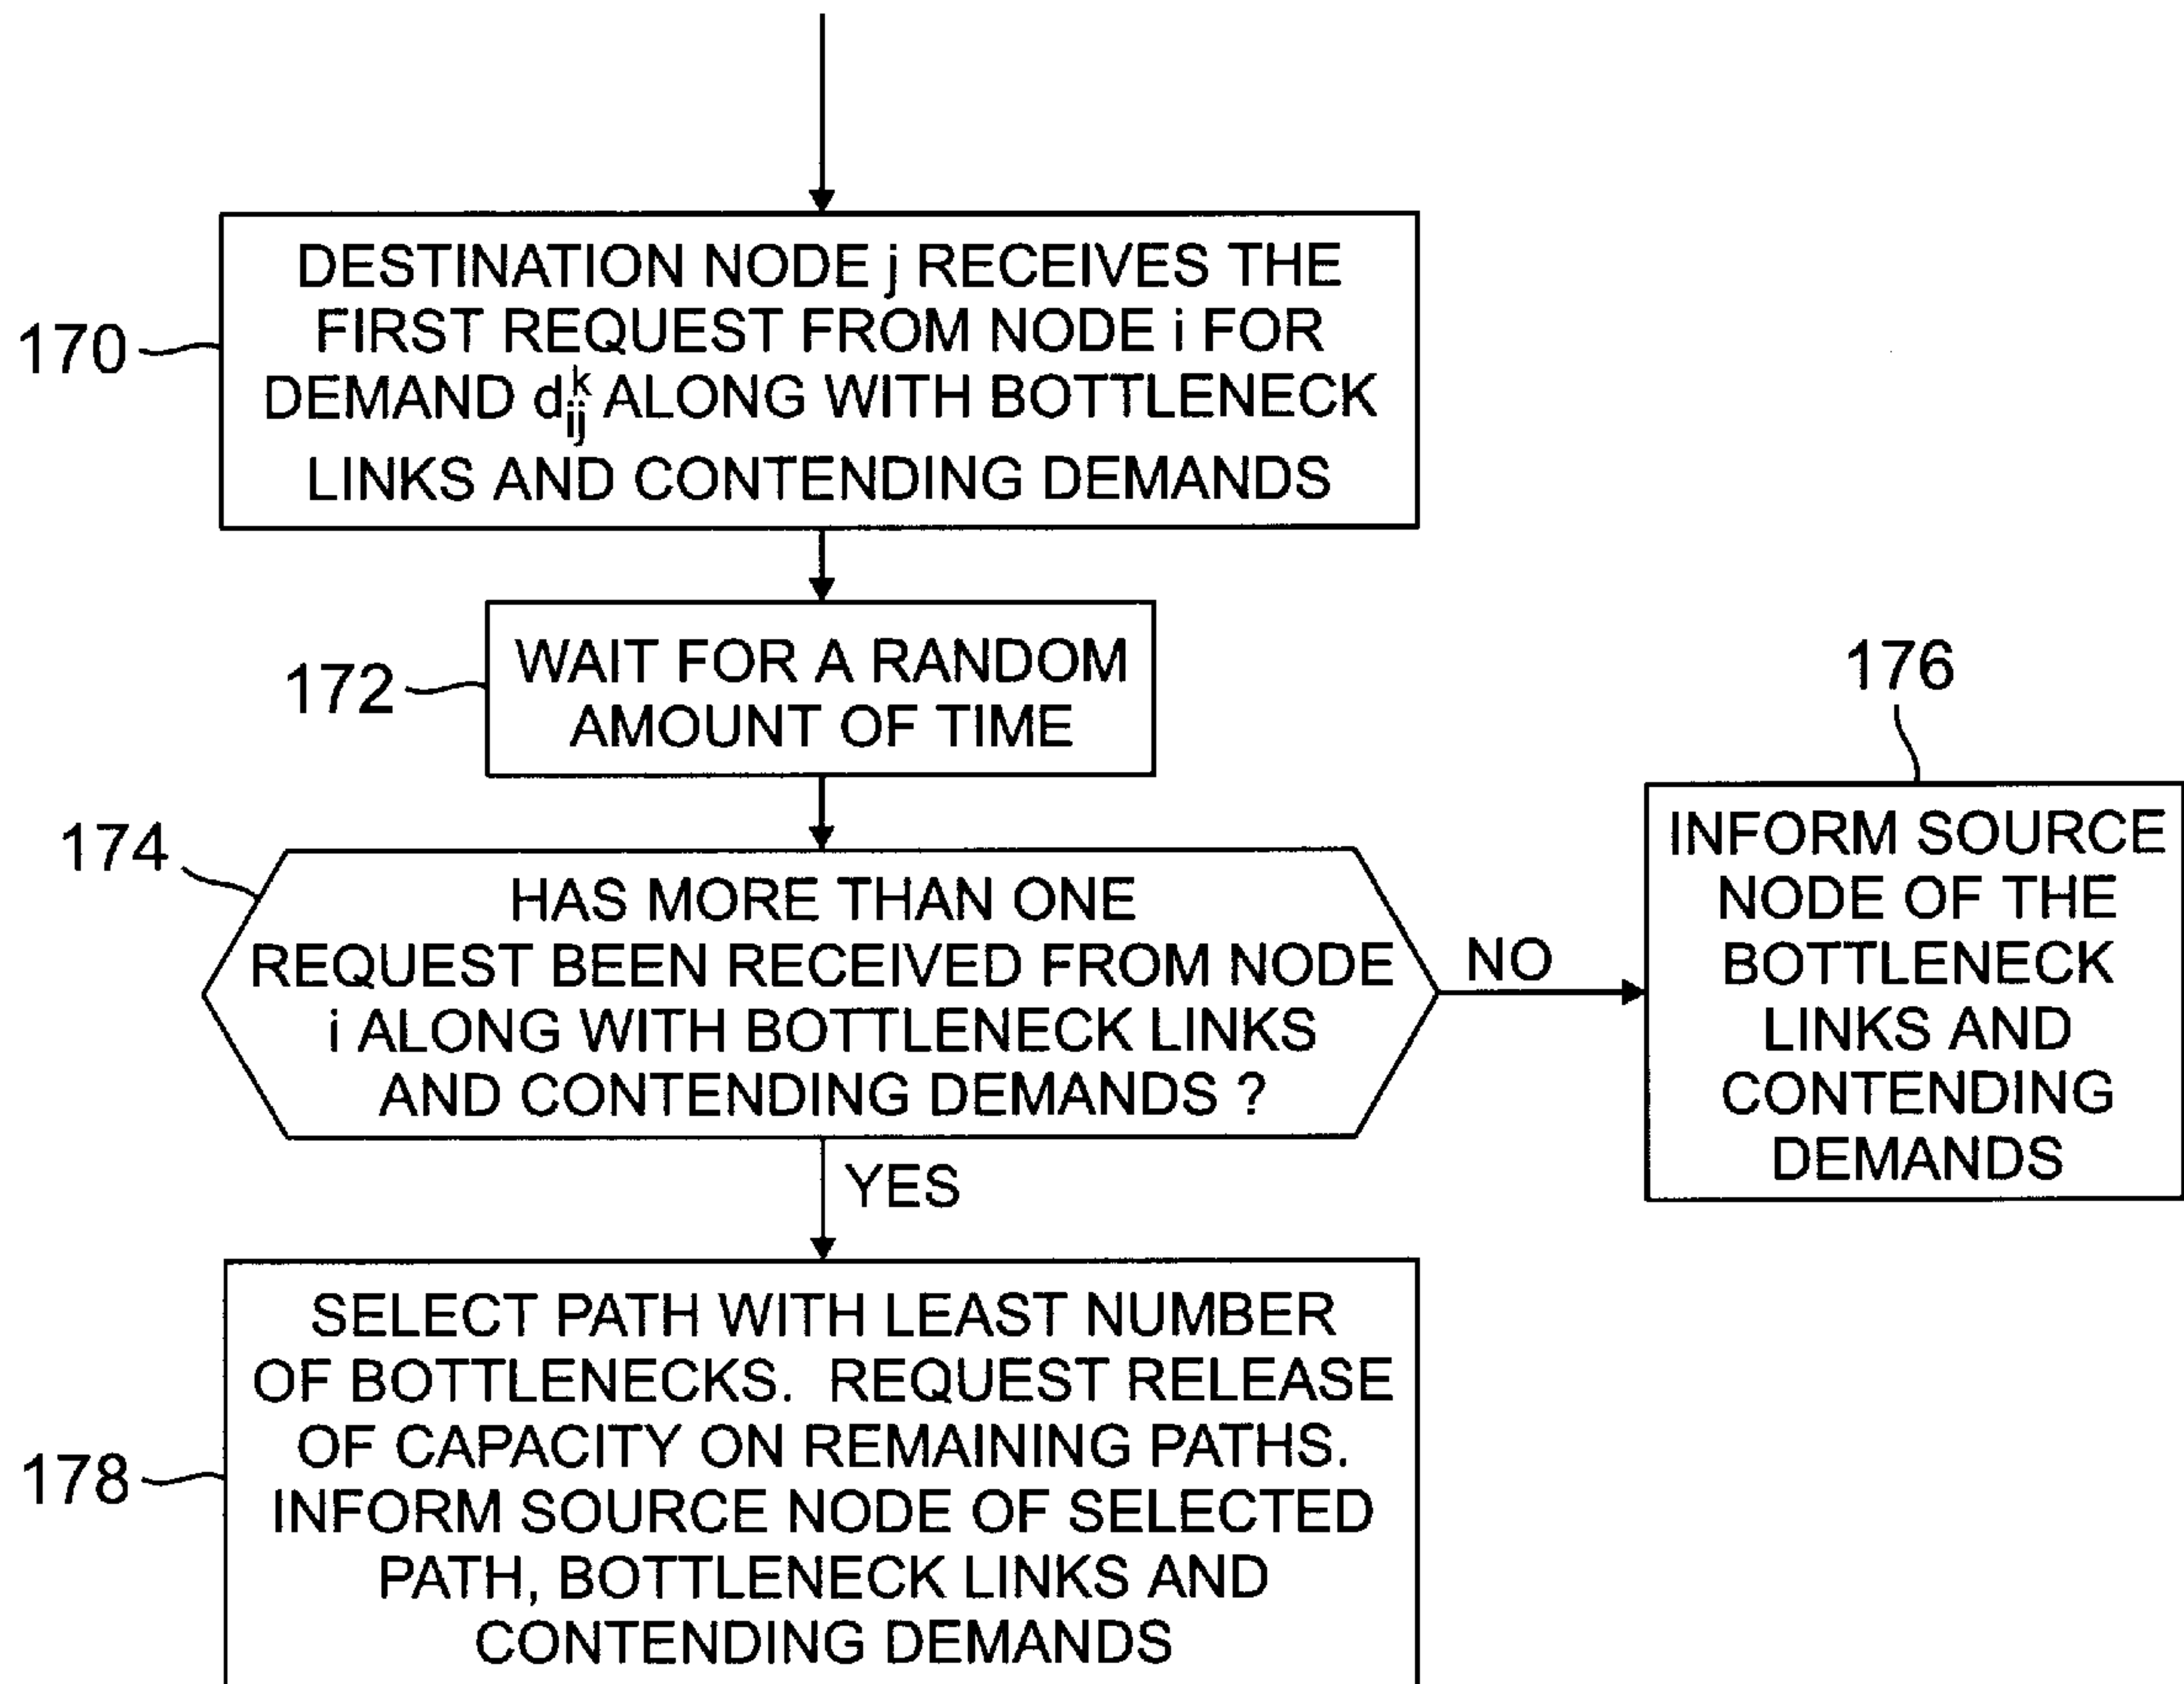 DESTINATION NODE j RECEIVES THE
FIRST REQUEST FROM NODE i FOR
170
DEMAND d^k_ij ALONG WITH BOTTLENECK
LINKS AND CONTENDING DEMANDS
WAIT FOR A RANDOM
172
AMOUNT OF TIME
176
174
HAS MORE THAN ONE
REQUEST BEEN RECEIVED FROM NODE
i ALONG WITH BOTTLENECK LINKS
AND CONTENDING DEMANDS ?
NO
INFORM SOURCE
NODE OF THE
BOTTLENECK
LINKS AND
CONTENDING
DEMANDS
YES
SELECT PATH WITH LEAST NUMBER
OF BOTTLENECKS. REQUEST RELEASE
OF CAPACITY ON REMAINING PATHS.
178
INFORM SOURCE NODE OF SELECTED
PATH, BOTTLENECK LINKS AND
CONTENDING DEMANDS